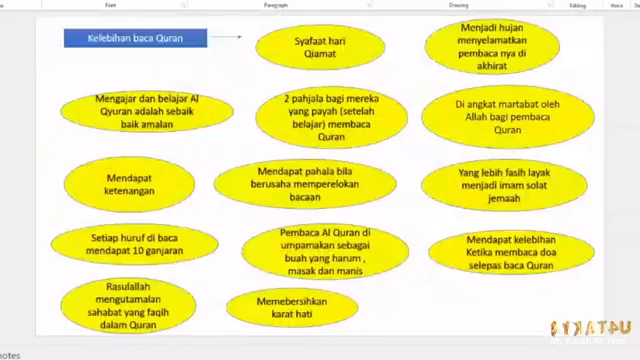 Font
Paragraph
Drawing
Editing
Voice
Kelebihan baca Quran
Syafaat hari
Qiamat
Menjadi hujan
menyelamatkan
pembaca nya di
akhirat
Mengajar dan belajar Al
Qyuran adalah sebaik
baik amalan
2 pahjala bagi mereka
yang payah (setelah
belajar) membaca
Quran
Di angkat martabat oleh
Allah bagi pembaca
Quran
Mendapat
ketenangan
Mendapat pahala bila
berusaha memperelokan
bacaan
Yang lebih fasih layak
menjadi imam solat
jemaah
Setiap huruf di baca
mendapat 10 ganjaran
Pembaca Al Quran di
umpamakan sebagai
buah yang harum ,
masak dan manis
Mendapat kelebihan
Ketika membaca doa
selepas baca Quran
Rasulallah
mengutamalan
sahabat yang faqih
dalam Quran
Memebersihkan
karat hati
notes